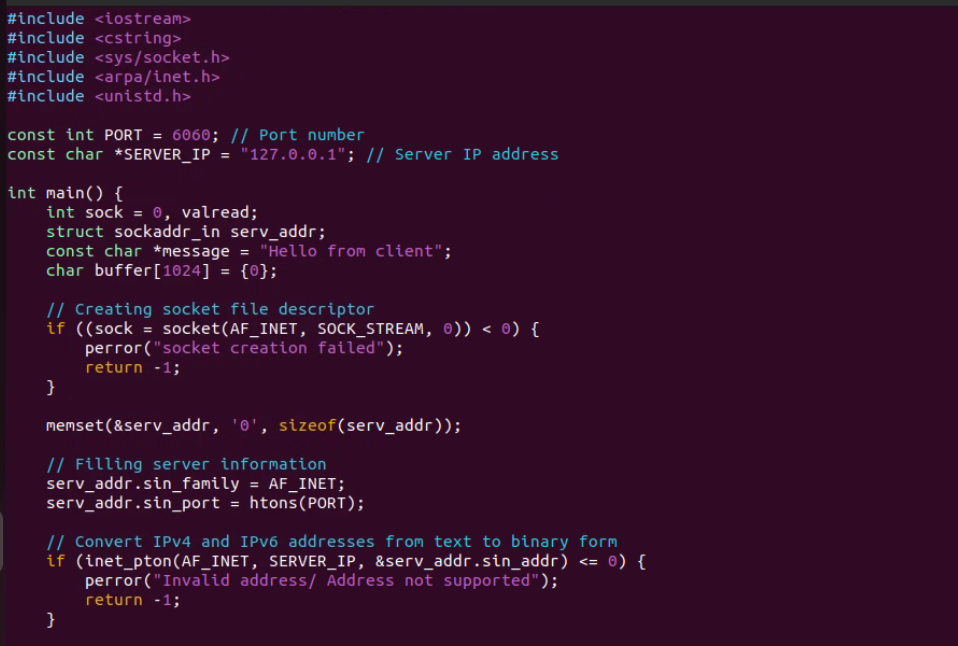 #include <iostream>
#include <cstring>
#include <sys/socket.h>
#include <arpa/inet.h>
#include <unistd.h>

const int PORT = 6060; // Port number
const char *SERVER_IP = "127.0.0.1"; // Server IP address

int main() {
    int sock = 0, valread;
    struct sockaddr_in serv_addr;
    const char *message = "Hello from client";
    char buffer[1024] = {0};

    // Creating socket file descriptor
    if ((sock = socket(AF_INET, SOCK_STREAM, 0)) < 0) {
        perror("socket creation failed");
        return -1;
    }

    memset(&serv_addr, '0', sizeof(serv_addr));

    // Filling server information
    serv_addr.sin_family = AF_INET;
    serv_addr.sin_port = htons(PORT);

    // Convert IPv4 and IPv6 addresses from text to binary form
    if (inet_pton(AF_INET, SERVER_IP, &serv_addr.sin_addr) <= 0) {
        perror("Invalid address/ Address not supported");
        return -1;
    }